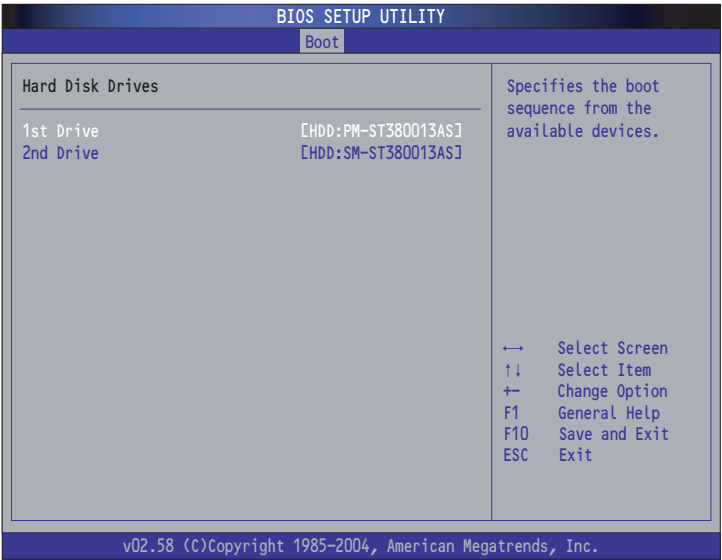 BIOS SETUP UTILITY
Boot
Hard Disk Drives
1st Drive [HDD:PM-ST380013AS]
2nd Drive [HDD:SM-ST380013AS]
Specifies the boot
sequence from the
available devices.
←→ Select Screen
↑↓ Select Item
+- Change Option
F1 General Help
F10 Save and Exit
ESC Exit
v02.58 (C)Copyright 1985-2004, American Megatrends, Inc.